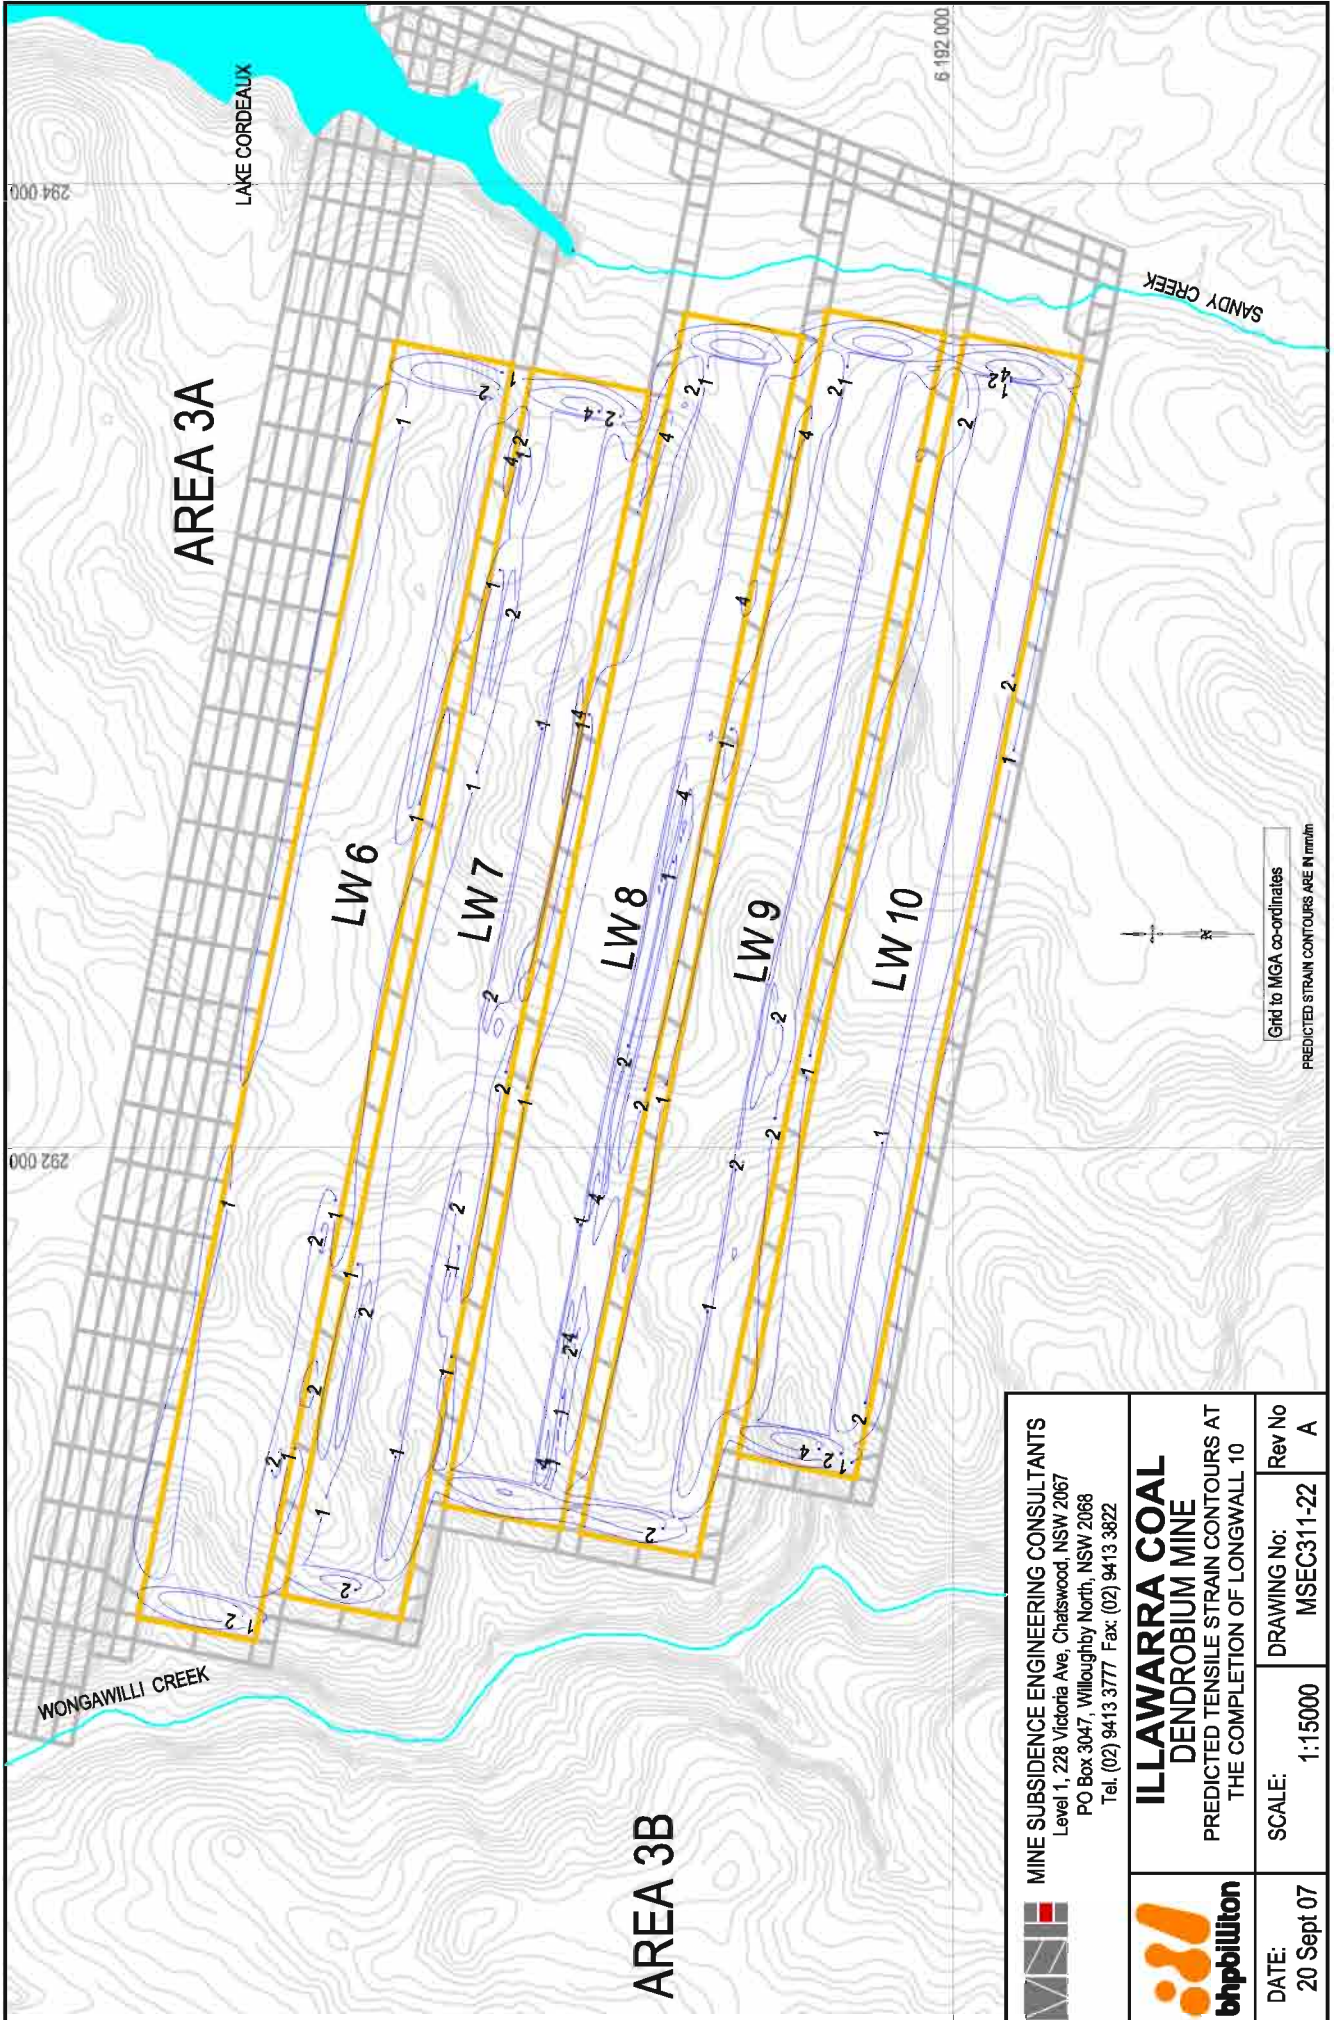 LAKE CORDEAUX
6 192 000
294 000
AREA 3A
SANDY CREEK
LW 6
LW 7
LW 8
LW 9
LW 10
292 000
WONGAWILLI CREEK
AREA 3B
N
Grid to MGA co-ordinates
PREDICTED STRAIN CONTOURS ARE IN mm/m
MINE SUBSIDENCE ENGINEERING CONSULTANTS
Level 1, 228 Victoria Ave, Chatswood, NSW 2067
PO Box 3047, Willoughby North, NSW 2068
Tel. (02) 9413 3777 Fax: (02) 9413 3822
bhpbilliton
ILLAWARRA COAL
DENDROBIUM MINE
PREDICTED TENSILE STRAIN CONTOURS AT
THE COMPLETION OF LONGWALL 10
DATE:
20 Sept 07
SCALE:
1:15000
DRAWING No:
MSEC311-22
Rev No
A